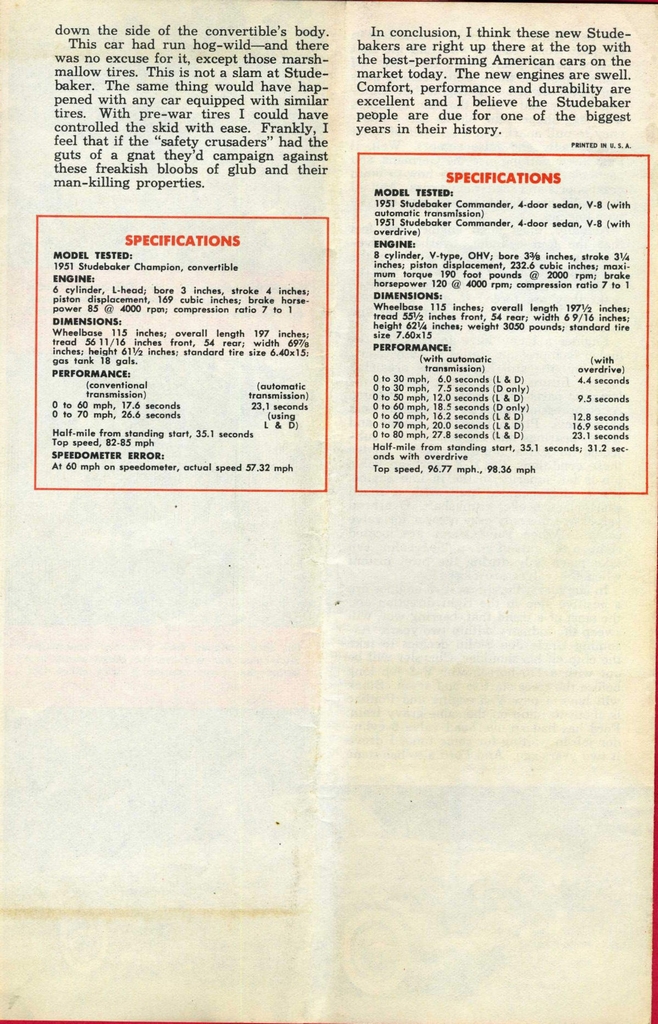 down the side of the convertible's body.
This car had run hog-wild—and there
was no excuse for it, except those marsh-
mallow tires. This is not a slam at Stude-
baker. The same thing would have hap-
pened with any car equipped with similar
tires. With pre-war tires I could have
controlled the skid with ease. Frankly, I
feel that if the "safety crusaders" had the
guts of a gnat they'd campaign against
these freakish bloobs of glub and their
man-killing properties.
SPECIFICATIONS
MODEL TESTED:
1951 Studebaker Champion, convertible
ENGINE:
6 cylinder, L-head; bore 3 inches, stroke 4 inches;
piston displacement, 169 cubic inches; brake horse-
power 85 @ 4000 rpm; compression ratio 7 to 1
DIMENSIONS:
Wheelbase 115 inches; overall length 197 inches;
tread 56 11/16 inches front, 54 rear; width 69⅞
inches; height 61½ inches; standard tire size 6.40x15;
gas tank 18 gals.
PERFORMANCE:
(conventional (automatic
transmission) transmission)
0 to 60 mph, 17.6 seconds 23.1 seconds
0 to 70 mph, 26.6 seconds (using
L & D)
Half-mile from standing start, 35.1 seconds
Top speed, 82-85 mph
SPEEDOMETER ERROR:
At 60 mph on speedometer, actual speed 57.32 mph
In conclusion, I think these new Stude-
bakers are right up there at the top with
the best-performing American cars on the
market today. The new engines are swell.
Comfort, performance and durability are
excellent and I believe the Studebaker
people are due for one of the biggest
years in their history.
PRINTED IN U. S. A.
SPECIFICATIONS
MODEL TESTED:
1951 Studebaker Commander, 4-door sedan, V-8 (with
automatic transmission)
1951 Studebaker Commander, 4-door sedan, V-8 (with
overdrive)
ENGINE:
8 cylinder, V-type, OHV; bore 3⅜ inches, stroke 3¼
inches; piston displacement, 232.6 cubic inches; maxi-
mum torque 190 foot pounds @ 2000 rpm; brake
horsepower 120 @ 4000 rpm; compression ratio 7 to 1
DIMENSIONS:
Wheelbase 115 inches; overall length 197½ inches;
tread 55½ inches front, 54 rear; width 6 9/16 inches;
height 62¼ inches; weight 3050 pounds; standard tire
size 7.60x15
PERFORMANCE:
(with automatic (with
transmission) overdrive)
0 to 30 mph, 6.0 seconds (L & D) 4.4 seconds
0 to 30 mph, 7.5 seconds (D only)
0 to 50 mph, 12.0 seconds (L & D) 9.5 seconds
0 to 60 mph, 18.5 seconds (D only)
0 to 60 mph, 16.2 seconds (L & D) 12.8 seconds
0 to 70 mph, 20.0 seconds (L & D) 16.9 seconds
0 to 80 mph, 27.8 seconds (L & D) 23.1 seconds
Half-mile from standing start, 35.1 seconds; 31.2 sec-
onds with overdrive
Top speed, 96.77 mph., 98.36 mph